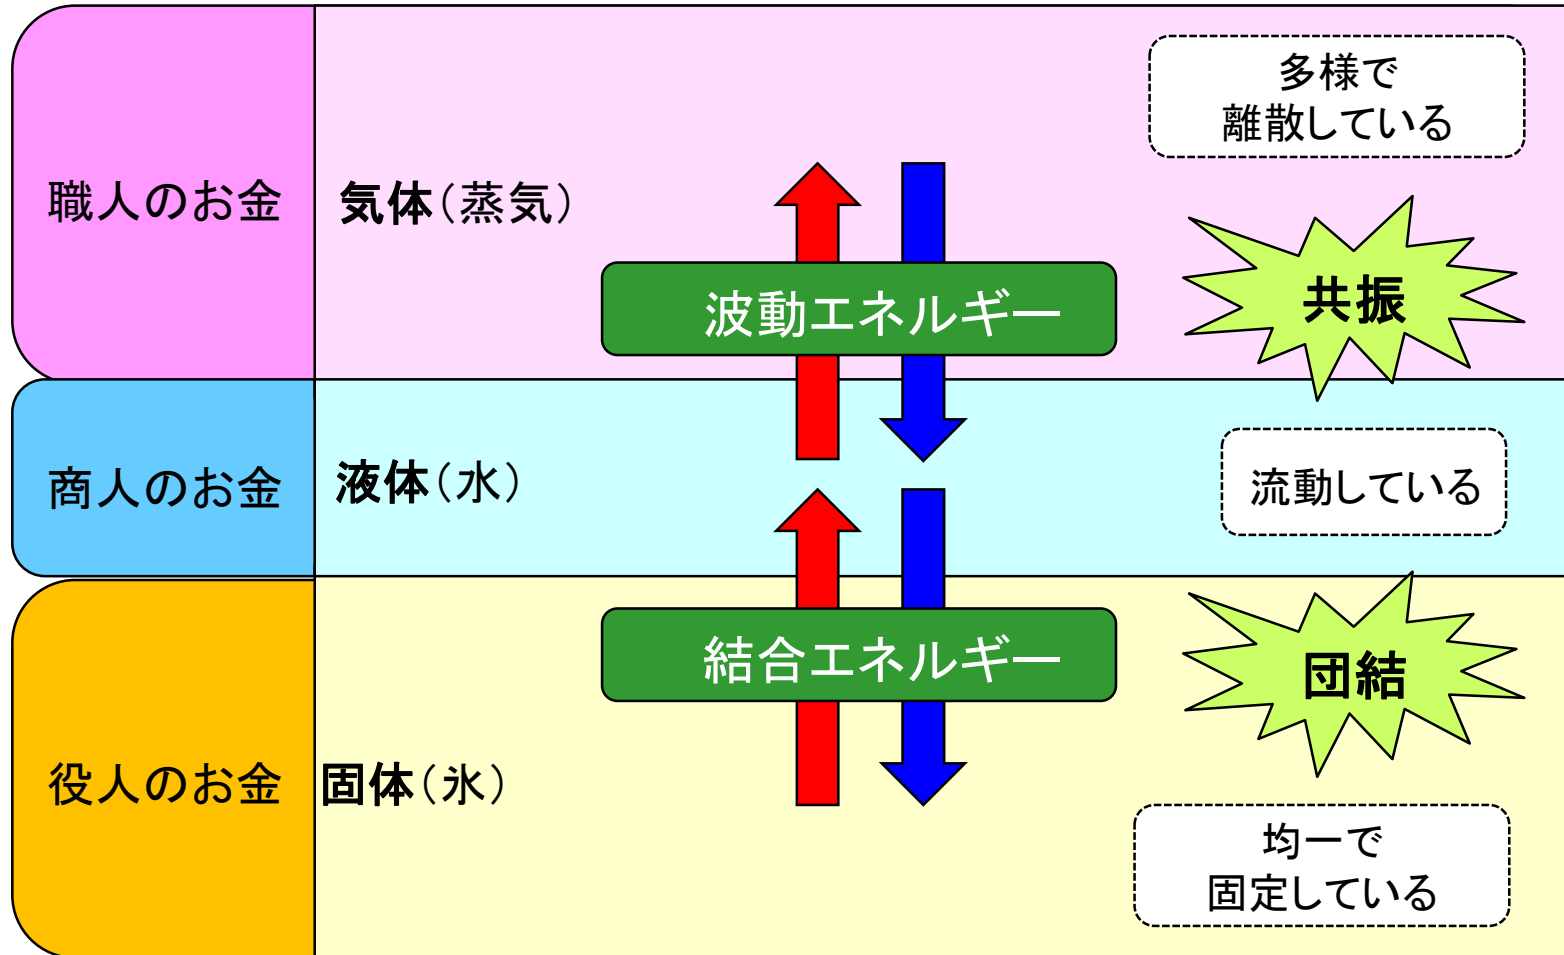 多様で
離散している
職人のお金
気体（蒸気）
波動エネルギー
共振
商人のお金
液体（水）
流動している
結合エネルギー
団結
役人のお金
固体（氷）
均一で
固定している